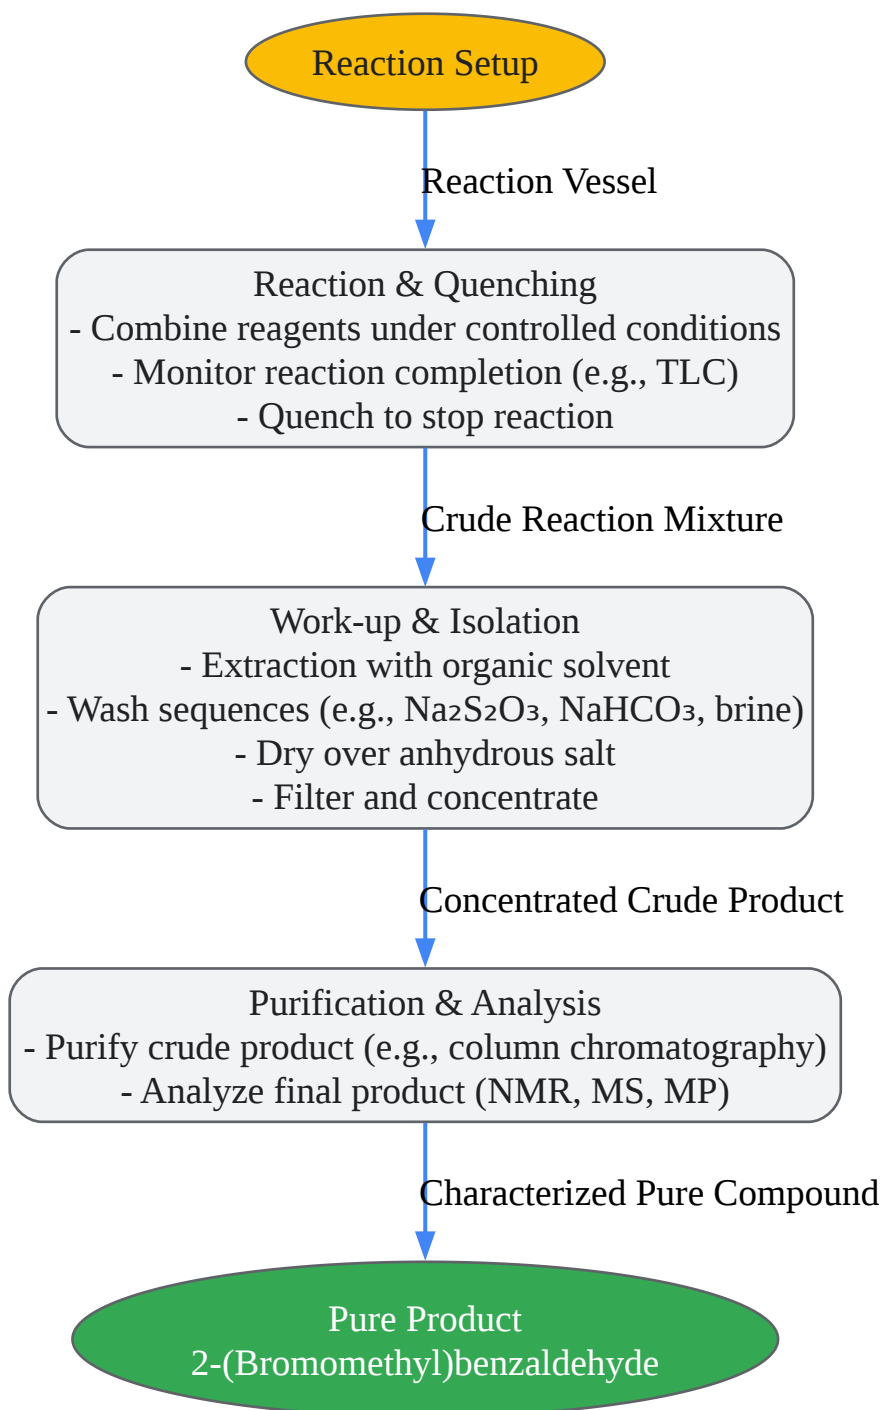 Reaction Setup
Reaction Vessel
Reaction & Quenching
- Combine reagents under controlled conditions
- Monitor reaction completion (e.g., TLC)
- Quench to stop reaction
Crude Reaction Mixture
Work-up & Isolation
- Extraction with organic solvent
- Wash sequences (e.g., Na₂S₂O₃, NaHCO₃, brine)
- Dry over anhydrous salt
- Filter and concentrate
Concentrated Crude Product
Purification & Analysis
- Purify crude product (e.g., column chromatography)
- Analyze final product (NMR, MS, MP)
Characterized Pure Compound
Pure Product
2-(Bromomethyl)benzaldehyde